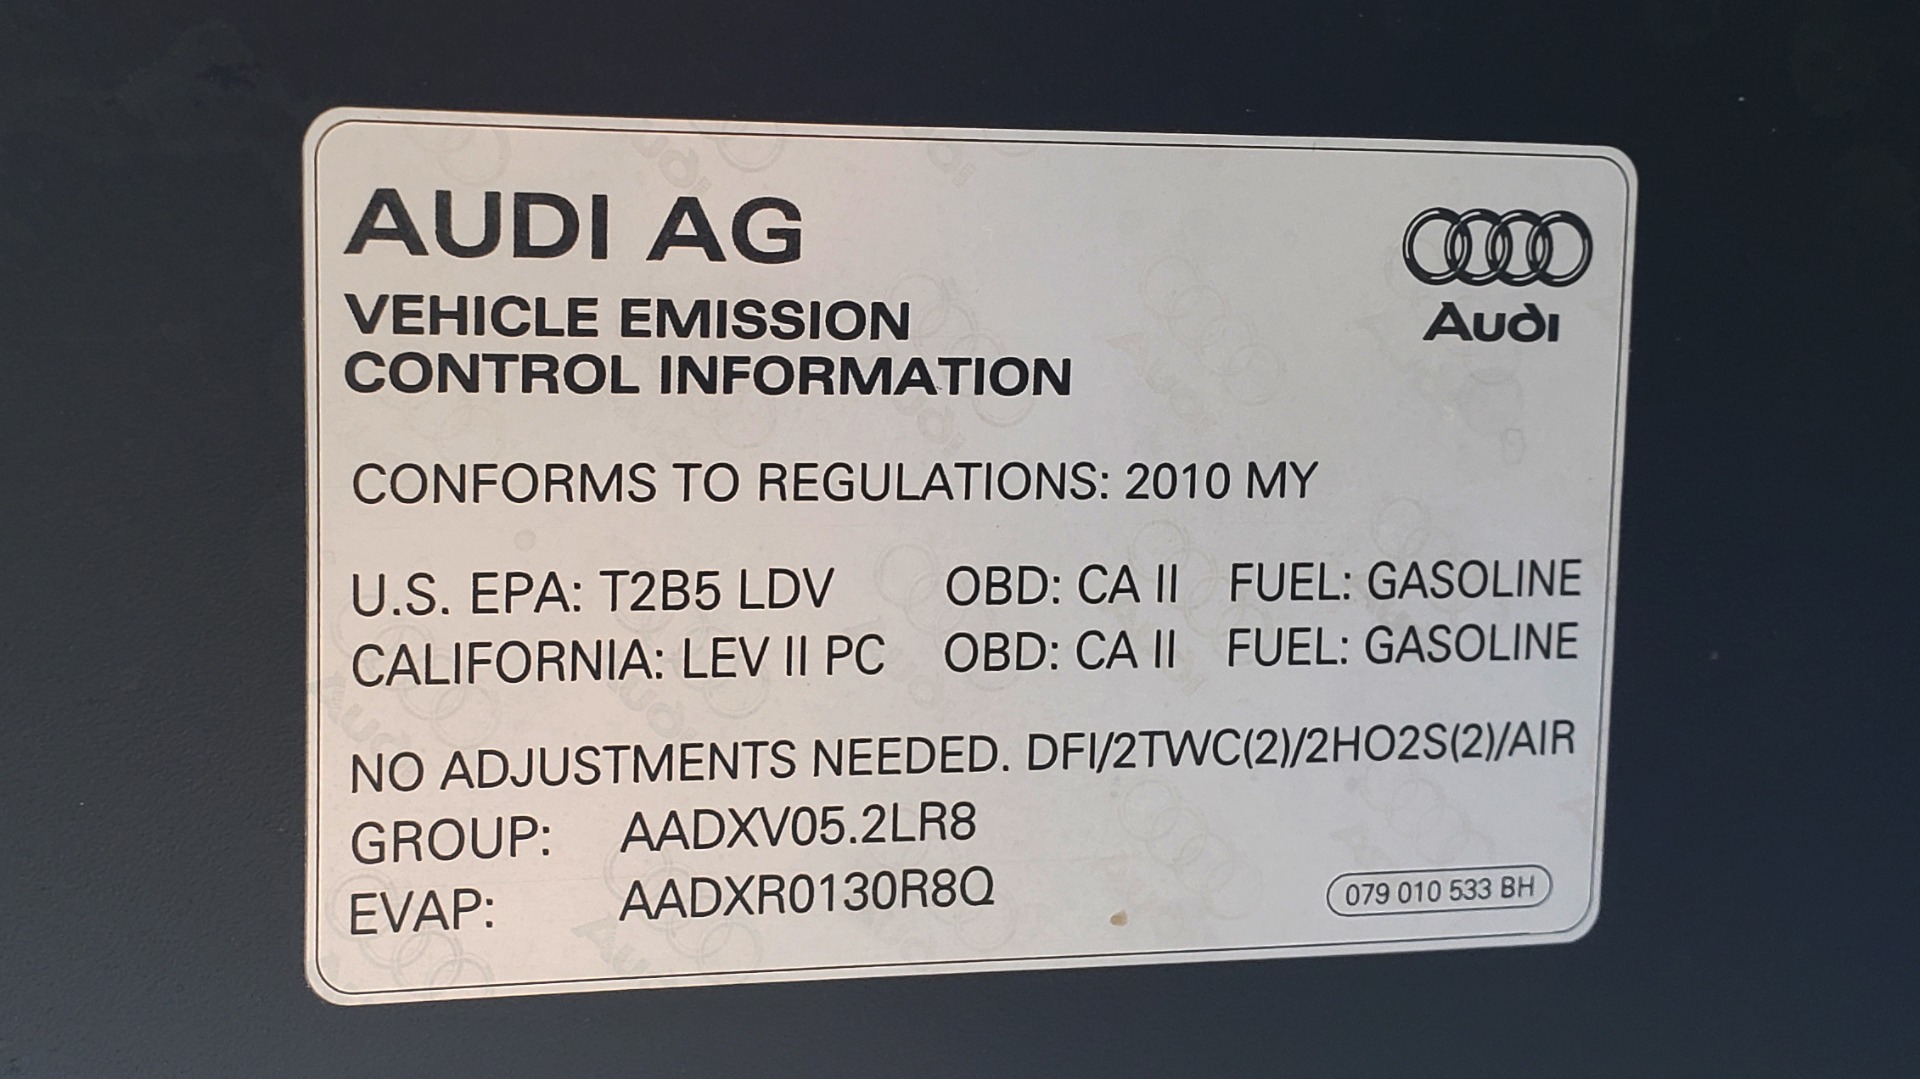 AUDI AG
Audi
VEHICLE EMISSION
CONTROL INFORMATION
CONFORMS TO REGULATIONS: 2010 MY
U.S. EPA: T2B5 LDV OBD: CA II FUEL: GASOLINE
CALIFORNIA: LEV II PC OBD: CA II FUEL: GASOLINE
NO ADJUSTMENTS NEEDED. DFI/2TWC(2)/2HO2S(2)/AIR
GROUP: AADXV05.2LR8
EVAP: AADXR0130R8Q
079 010 533 BH